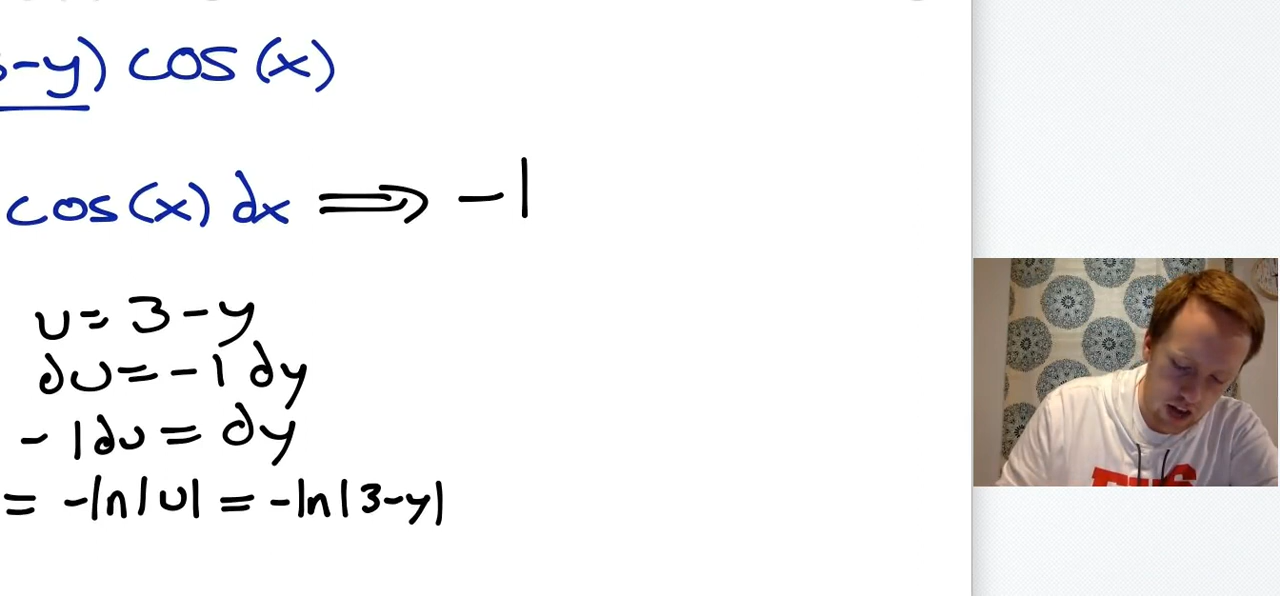 -y) cos(x)
cos(x) dx ⟹ -1
u = 3-y
du = -1 dy
-1du = dy
= -ln|u| = -ln|3-y|